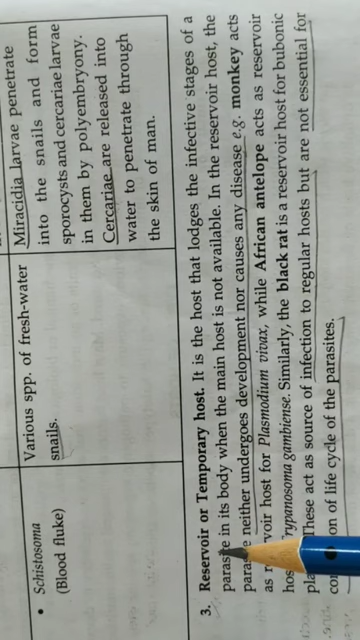 • Schistosoma
(Blood fluke)
Various spp. of fresh-water
snails.
Miracidia larvae penetrate
into the snails and form
sporocysts and cercariae larvae
in them by polyembryony.
Cercariae are released into
water to penetrate through
the skin of man.
3. Reservoir or Temporary host. It is the host that lodges the infective stages of a
parasite in its body when the main host is not available. In the reservoir host, the
neither undergoes development nor causes any disease e.g. monkey acts
as host for Plasmodium vivax, while African antelope acts as reservoir
Trypanosoma gambiense. Similarly, the black rat is a reservoir host for bubonic
These act as source of infection to regular hosts but are not essential for
of life cycle of the parasites.